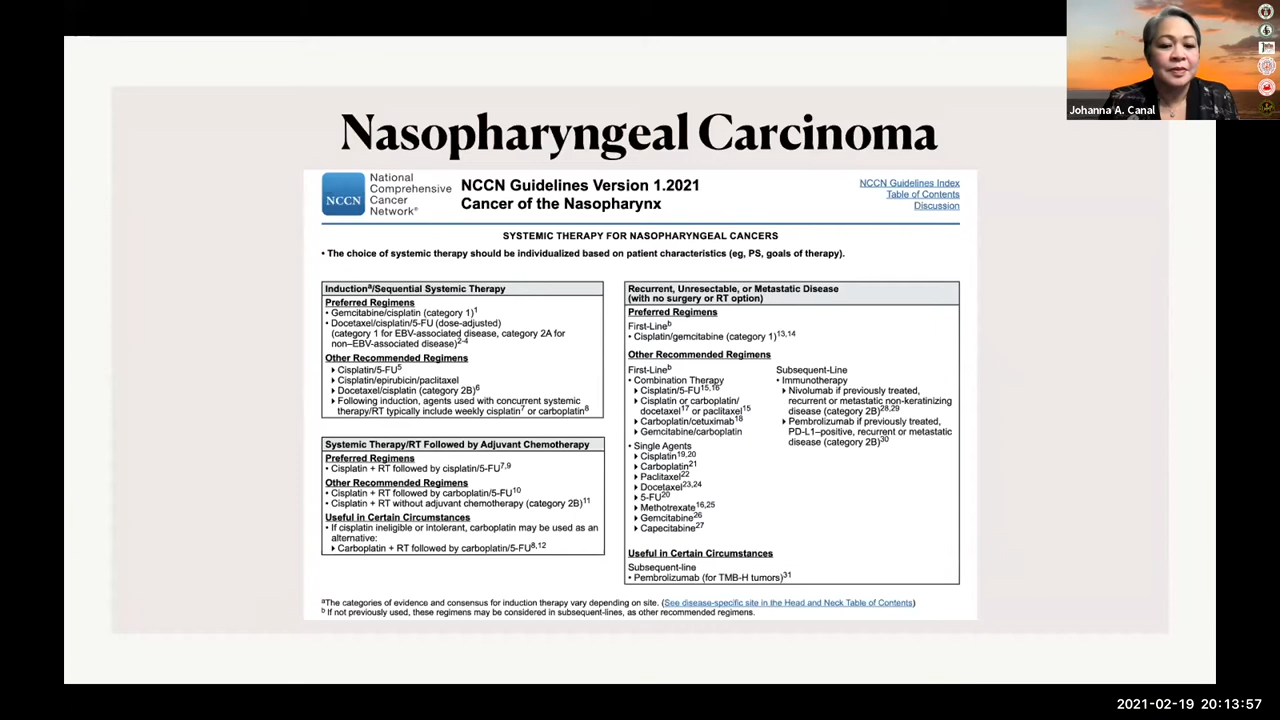 Johanna A. Canal
Nasopharyngeal Carcinoma
NCCN
National
Comprehensive
Cancer
Network®
NCCN Guidelines Version 1.2021
Cancer of the Nasopharynx
NCCN Guidelines Index
Table of Contents
Discussion
SYSTEMIC THERAPY FOR NASOPHARYNGEAL CANCERS
• The choice of systemic therapy should be individualized based on patient characteristics (eg, PS, goals of therapy).
Inductionᵃ/Sequential Systemic Therapy
Preferred Regimens
• Gemcitabine/cisplatin (category 1)¹
• Docetaxel/cisplatin/5-FU (dose-adjusted)
(category 1 for EBV-associated disease, category 2A for
non–EBV-associated disease)²⁻⁴
Other Recommended Regimens
▸ Cisplatin/5-FU⁵
▸ Cisplatin/epirubicin/paclitaxel
▸ Docetaxel/cisplatin (category 2B)⁶
▸ Following induction, agents used with concurrent systemic
therapy/RT typically include weekly cisplatin⁷ or carboplatin⁸
Systemic Therapy/RT Followed by Adjuvant Chemotherapy
Preferred Regimens
• Cisplatin + RT followed by cisplatin/5-FU⁷,⁹
Other Recommended Regimens
• Cisplatin + RT followed by carboplatin/5-FU¹⁰
• Cisplatin + RT without adjuvant chemotherapy (category 2B)¹¹
Useful in Certain Circumstances
• If cisplatin ineligible or intolerant, carboplatin may be used as an
alternative:
▸ Carboplatin + RT followed by carboplatin/5-FU⁸,¹²
Recurrent, Unresectable, or Metastatic Disease
(with no surgery or RT option)
Preferred Regimens
First-Lineᵇ
• Cisplatin/gemcitabine (category 1)¹³,¹⁴
Other Recommended Regimens
First-Lineᵇ
• Combination Therapy
▸ Cisplatin/5-FU¹⁵,¹⁶
▸ Cisplatin or carboplatin/
docetaxel¹⁷ or paclitaxel¹⁵
▸ Carboplatin/cetuximab¹⁸
▸ Gemcitabine/carboplatin
• Single Agents
▸ Cisplatin¹⁹,²⁰
▸ Carboplatin²¹
▸ Paclitaxel²²
▸ Docetaxel²³,²⁴
▸ 5-FU²⁰
▸ Methotrexate¹⁶,²⁵
▸ Gemcitabine²⁶
▸ Capecitabine²⁷
Subsequent-Line
• Immunotherapy
▸ Nivolumab if previously treated,
recurrent or metastatic non-keratinizing
disease (category 2B)²⁸,²⁹
▸ Pembrolizumab if previously treated,
PD-L1–positive, recurrent or metastatic
disease (category 2B)³⁰
Useful in Certain Circumstances
Subsequent-line
• Pembrolizumab (for TMB-H tumors)³¹
ᵃThe categories of evidence and consensus for induction therapy vary depending on site. (See disease-specific site in the Head and Neck Table of Contents)
ᵇ If not previously used, these regimens may be considered in subsequent-lines, as other recommended regimens.
2021-02-19 20:13:57